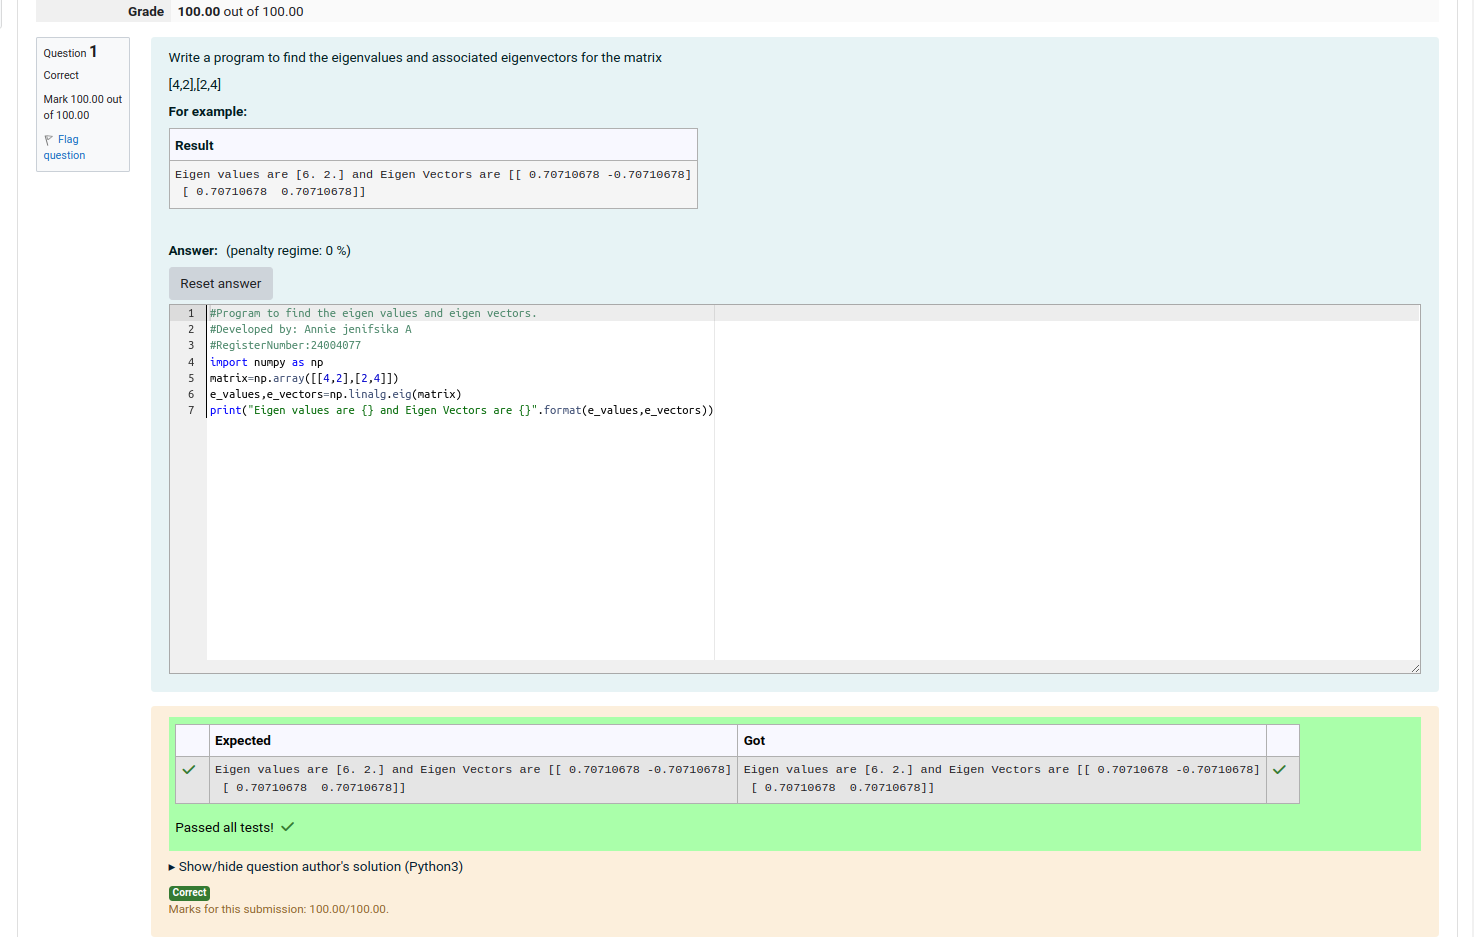 Grade 100.00 out of 100.00
Question 1
Correct
Mark 100.00 out
of 100.00
Flag
question
Write a program to find the eigenvalues and associated eigenvectors for the matrix
[4,2],[2,4]
For example:
Result
Eigen values are [6. 2.] and Eigen Vectors are [[ 0.70710678 -0.70710678]
 [ 0.70710678  0.70710678]]
Answer: (penalty regime: 0 %)
Reset answer
1 #Program to find the eigen values and eigen vectors.
2 #Developed by: Annie jenifsika A
3 #RegisterNumber:24004077
4 import numpy as np
5 matrix=np.array([[4,2],[2,4]])
6 e_values,e_vectors=np.linalg.eig(matrix)
7 print("Eigen values are {} and Eigen Vectors are {}".format(e_values,e_vectors))
Expected Got
Eigen values are [6. 2.] and Eigen Vectors are [[ 0.70710678 -0.70710678] Eigen values are [6. 2.] and Eigen Vectors are [[ 0.70710678 -0.70710678]
 [ 0.70710678  0.70710678]]  [ 0.70710678  0.70710678]]
Passed all tests!
Show/hide question author's solution (Python3)
Correct
Marks for this submission: 100.00/100.00.